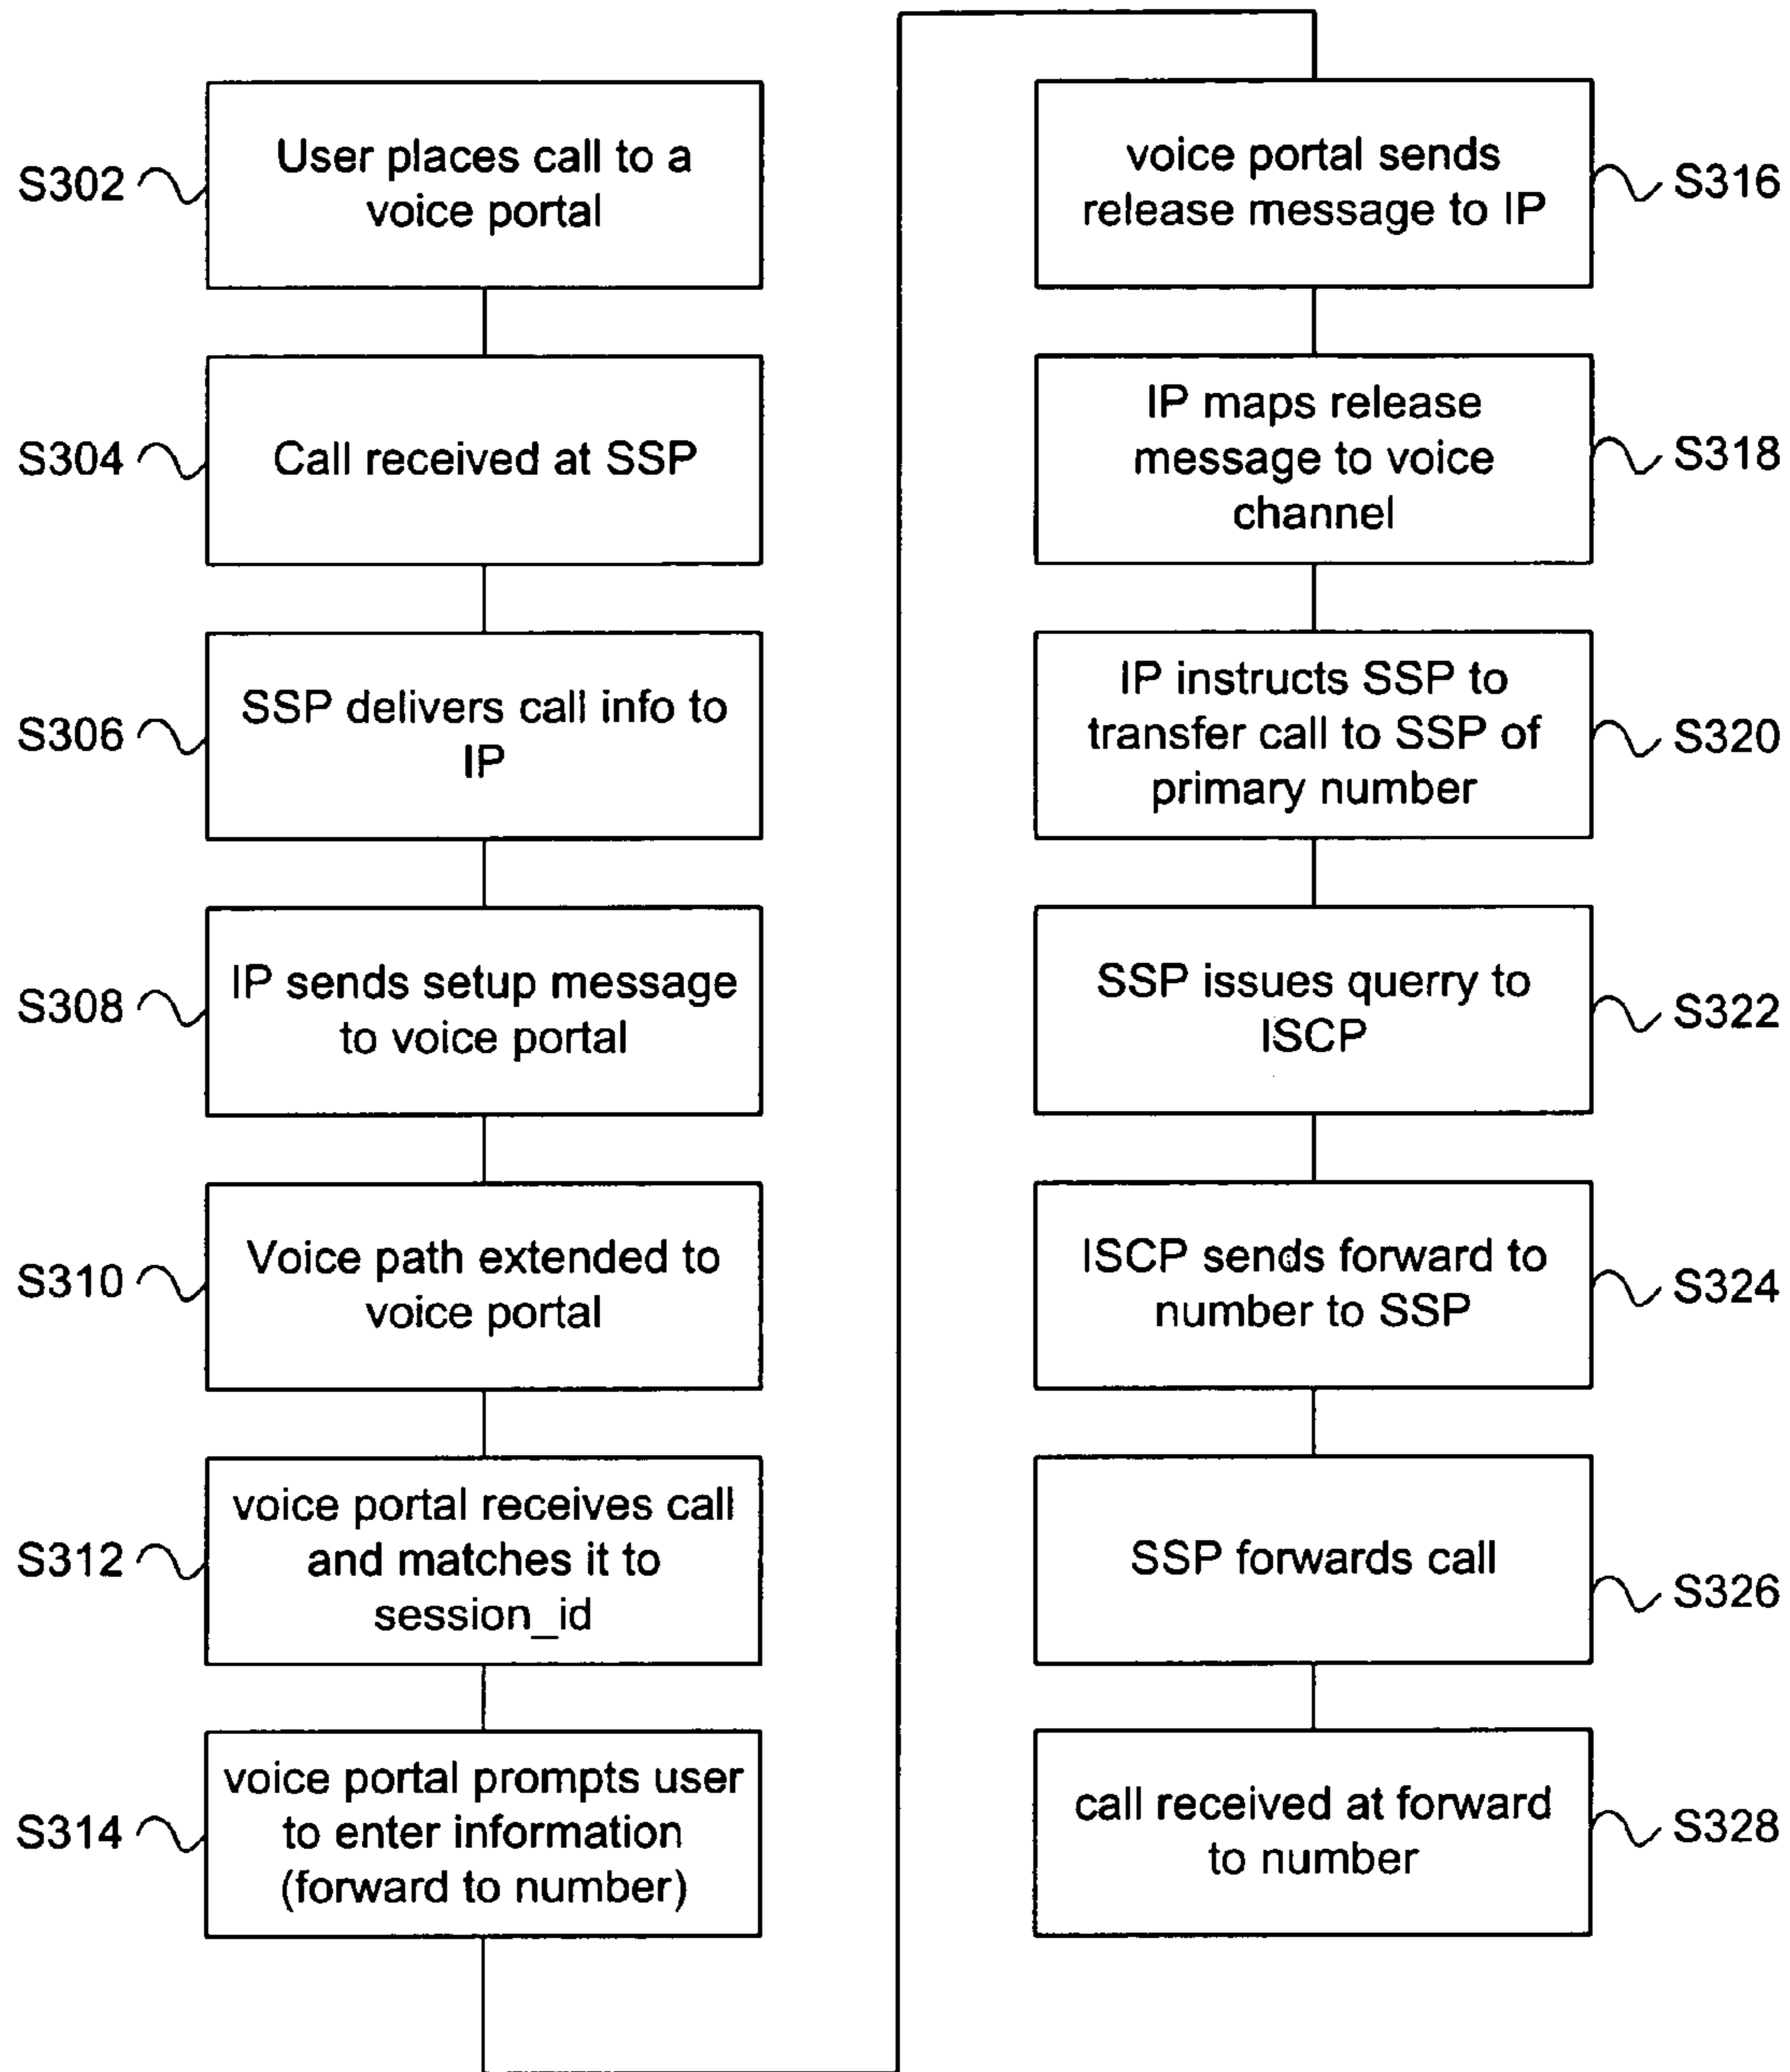 S302
User places call to a
voice portal
S304
Call received at SSP
S306
SSP delivers call info to
IP
S308
IP sends setup message
to voice portal
S310
Voice path extended to
voice portal
S312
voice portal receives call
and matches it to
session_id
S314
voice portal prompts user
to enter information
(forward to number)
voice portal sends
release message to IP
S316
IP maps release
message to voice
channel
S318
IP instructs SSP to
transfer call to SSP of
primary number
S320
SSP issues querry to
ISCP
S322
ISCP sends forward to
number to SSP
S324
SSP forwards call
S326
call received at forward
to number
S328